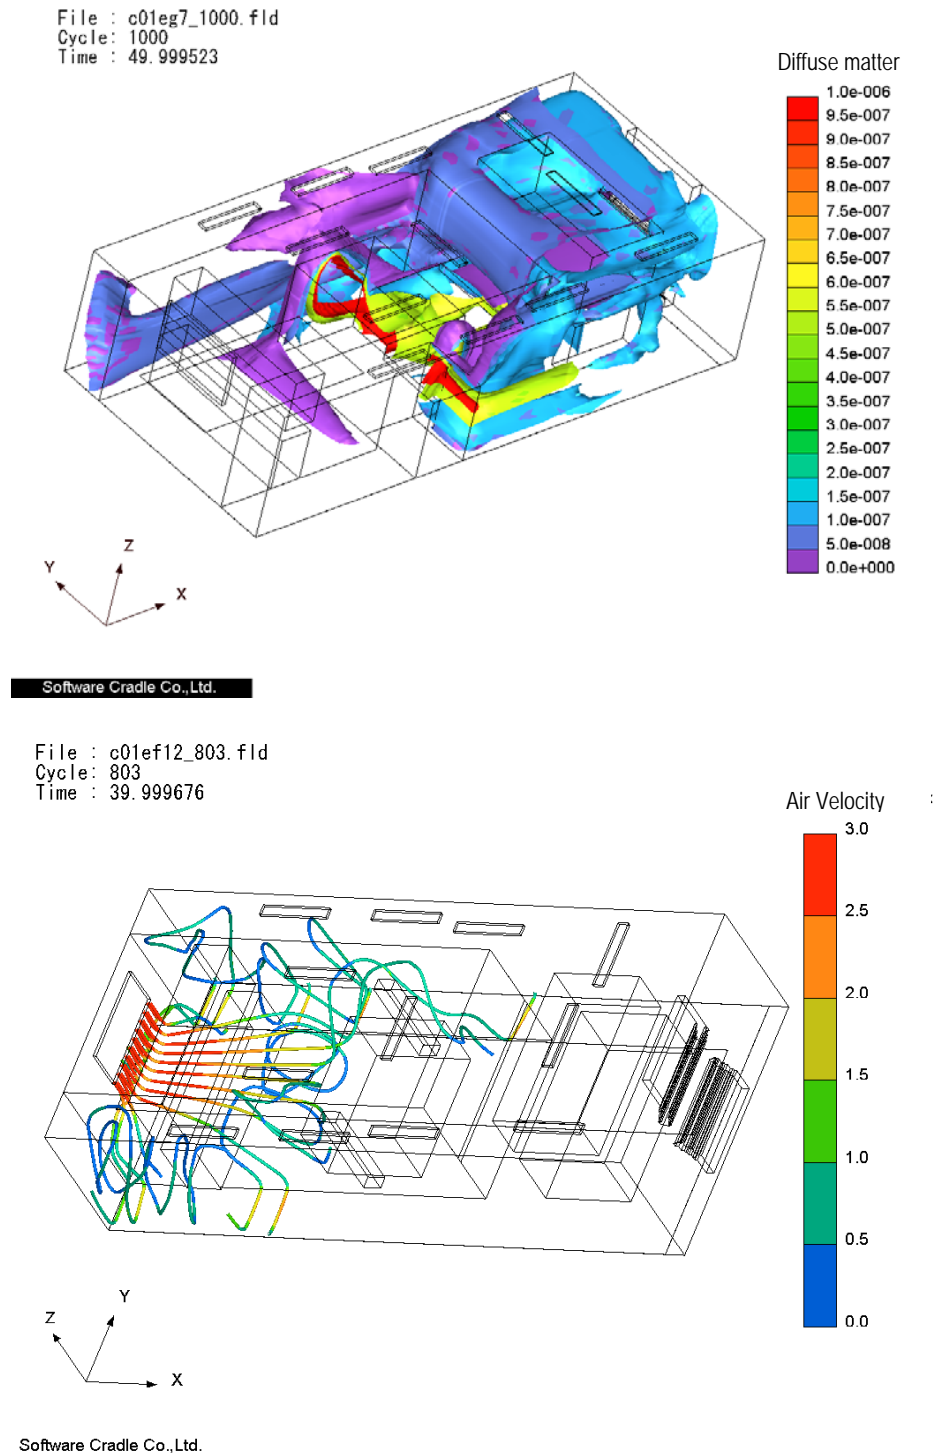 File : c01eg7_1000.fld
Cycle: 1000
Time : 49.999523
Diffuse matter
1.0e-006
9.5e-007
9.0e-007
8.5e-007
8.0e-007
7.5e-007
7.0e-007
6.5e-007
6.0e-007
5.5e-007
5.0e-007
4.5e-007
4.0e-007
3.5e-007
3.0e-007
2.5e-007
2.0e-007
1.5e-007
1.0e-007
5.0e-008
0.0e+000
Z
Y
X
Software Cradle Co.,Ltd.
File : c01ef12_803.fld
Cycle: 803
Time : 39.999676
Air Velocity :
3.0
2.5
2.0
1.5
1.0
0.5
0.0
Y
Z
X
Software Cradle Co.,Ltd.